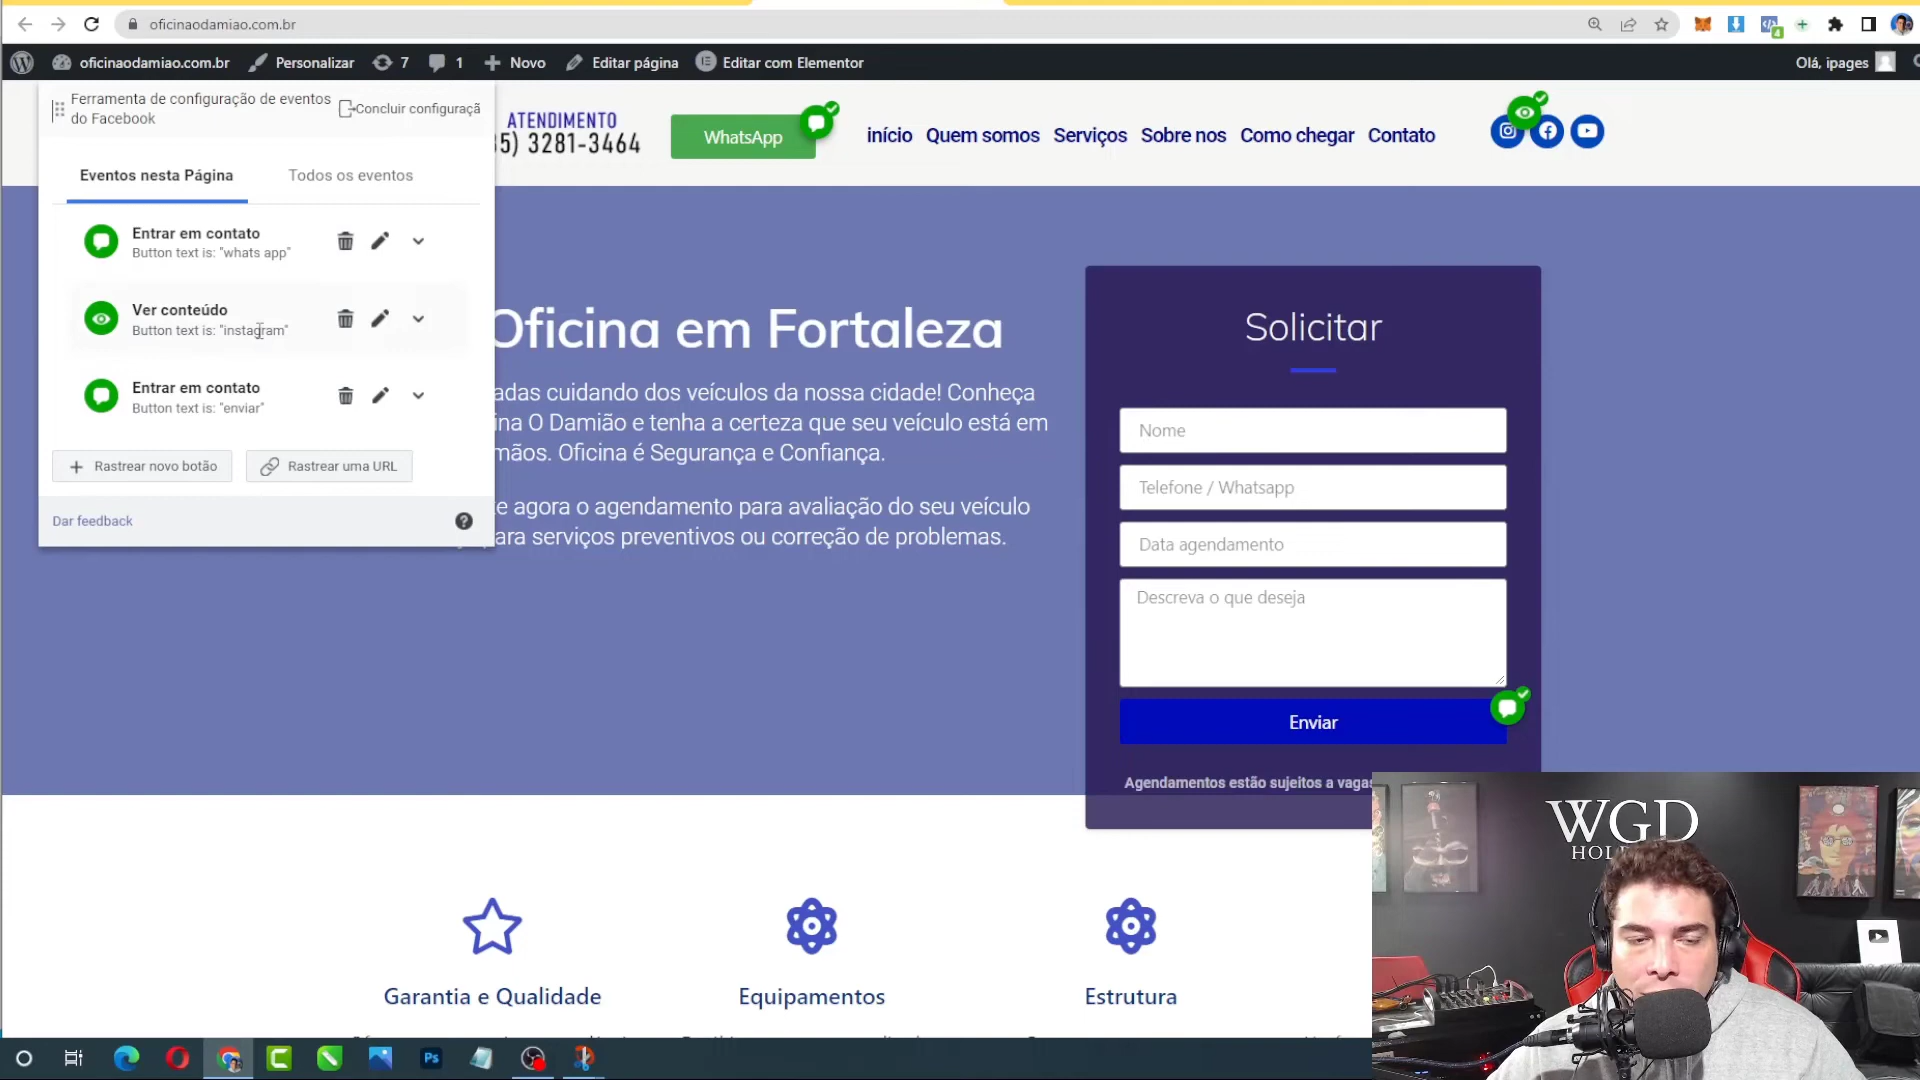 oficinaodamiao.com.br
oficinaodamiao.com.br
Personalizar
7
1
Novo
Editar página
Editar com Elementor
Olá, ipages
Ferramenta de configuração de eventos
do Facebook
Concluir configuraçã
Eventos nesta Página
Todos os eventos
Entrar em contato
Button text is: "whats app"
Ver conteúdo
Button text is: "instagram"
Entrar em contato
Button text is: "enviar"
Rastrear novo botão
Rastrear uma URL
Dar feedback
ATENDIMENTO
5) 3281-3464
WhatsApp
início
Quem somos
Serviços
Sobre nos
Como chegar
Contato
Oficina em Fortaleza
adas cuidando dos veículos da nossa cidade! Conheça
ina O Damião e tenha a certeza que seu veículo está em
mãos. Oficina é Segurança e Confiança.
te agora o agendamento para avaliação do seu veículo
para serviços preventivos ou correção de problemas.
Solicitar
Nome
Telefone / Whatsapp
Data agendamento
Descreva o que deseja
Enviar
Agendamentos estão sujeitos a vagas
Garantia e Qualidade
Equipamentos
Estrutura
WGD
HOL
Ps